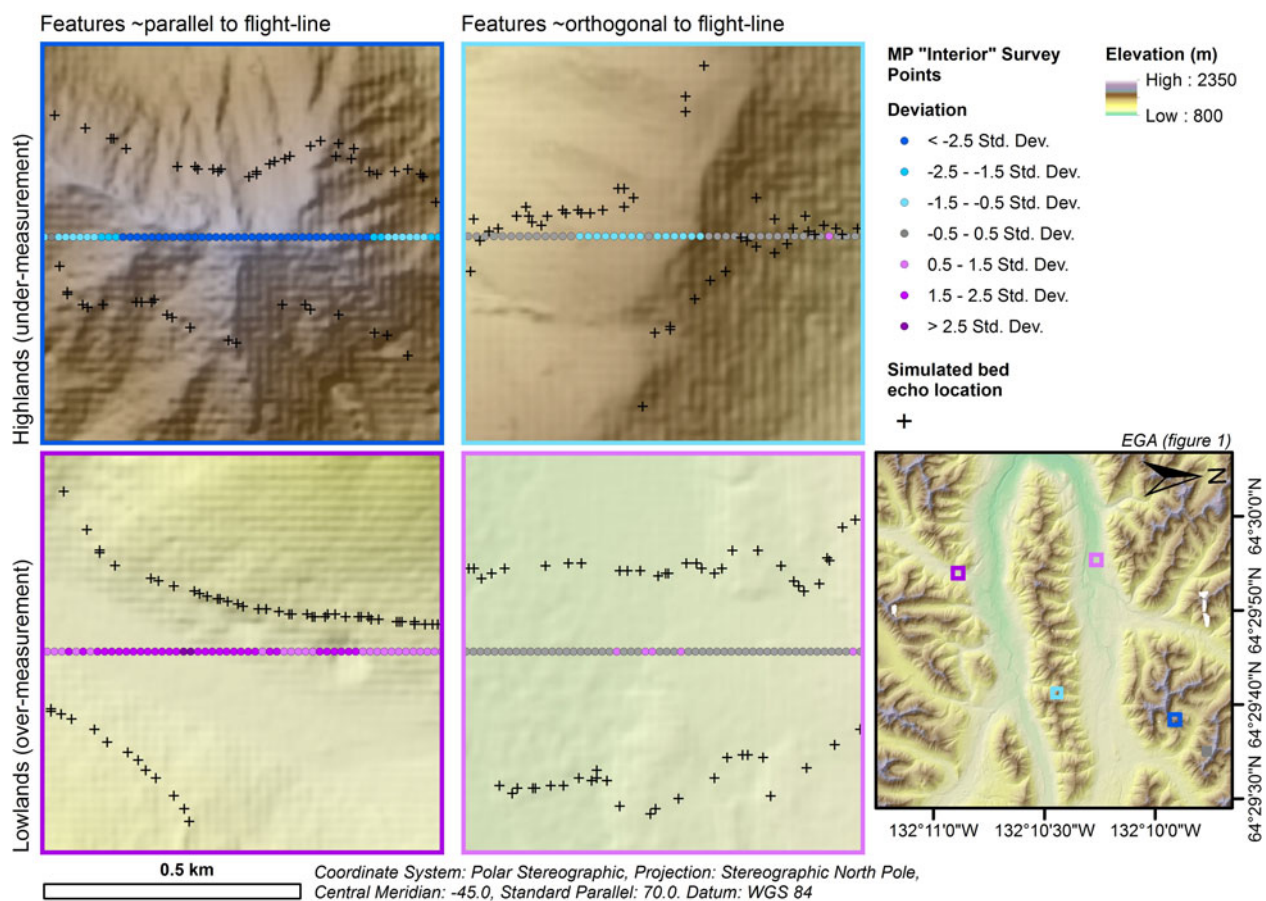 Features ~parallel to flight-line
Features ~orthogonal to flight-line
Highlands (under-measurement)
Lowlands (over-measurement)
MP "Interior" Survey
Points
Deviation
< -2.5 Std. Dev.
-2.5 - -1.5 Std. Dev.
-1.5 - -0.5 Std. Dev.
-0.5 - 0.5 Std. Dev.
0.5 - 1.5 Std. Dev.
1.5 - 2.5 Std. Dev.
> 2.5 Std. Dev.
Simulated bed
echo location
Elevation (m)
High : 2350
Low : 800
EGA (figure 1)
N
64°30'0"N
64°29'50"N
64°29'40"N
64°29'30"N
132°11'0"W
132°10'30"W
132°10'0"W
0.5 km
Coordinate System: Polar Stereographic, Projection: Stereographic North Pole,
Central Meridian: -45.0, Standard Parallel: 70.0. Datum: WGS 84